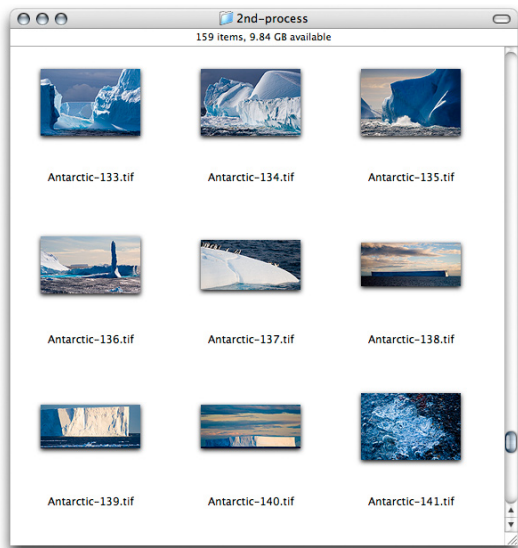 2nd-process
159 items, 9.84 GB available
Antarctic-133.tif
Antarctic-134.tif
Antarctic-135.tif
Antarctic-136.tif
Antarctic-137.tif
Antarctic-138.tif
Antarctic-139.tif
Antarctic-140.tif
Antarctic-141.tif